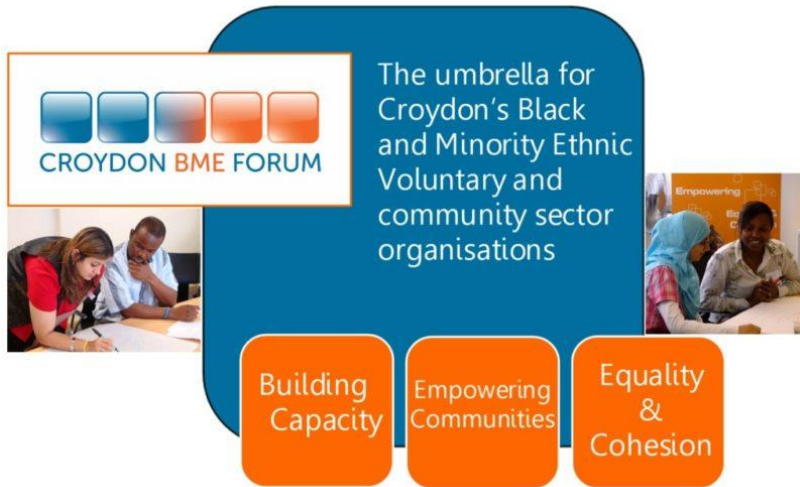 CROYDON BME FORUM
The umbrella for
Croydon's Black
and Minority Ethnic
Voluntary and
community sector
organisations
Empowering
Building
Capacity
Empowering
Communities
Equality
&
Cohesion